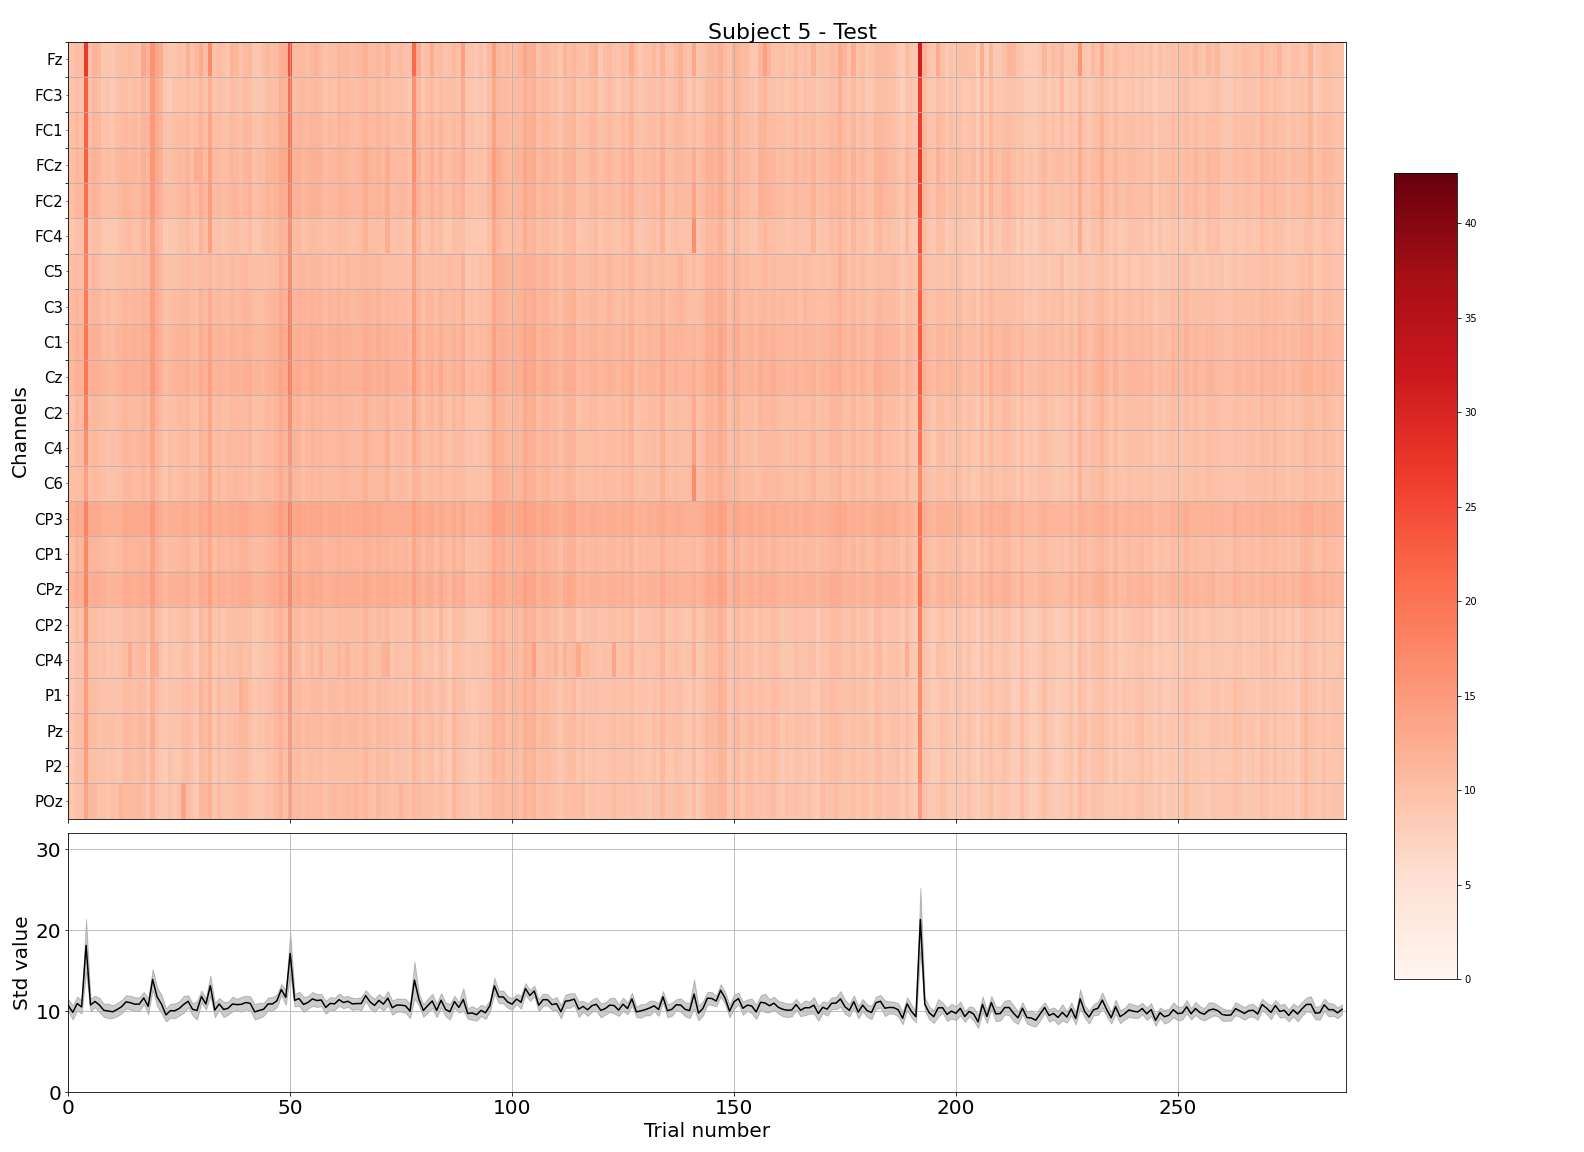 Subject 5 - Test
Channels
Fz
FC3
FC1
FCz
FC2
FC4
C5
C3
C1
Cz
C2
C4
C6
CP3
CP1
CPz
CP2
CP4
P1
Pz
P2
POz
40
35
30
25
20
15
10
5
0
Std value
30
20
10
0
0 50 100 150 200 250
Trial number